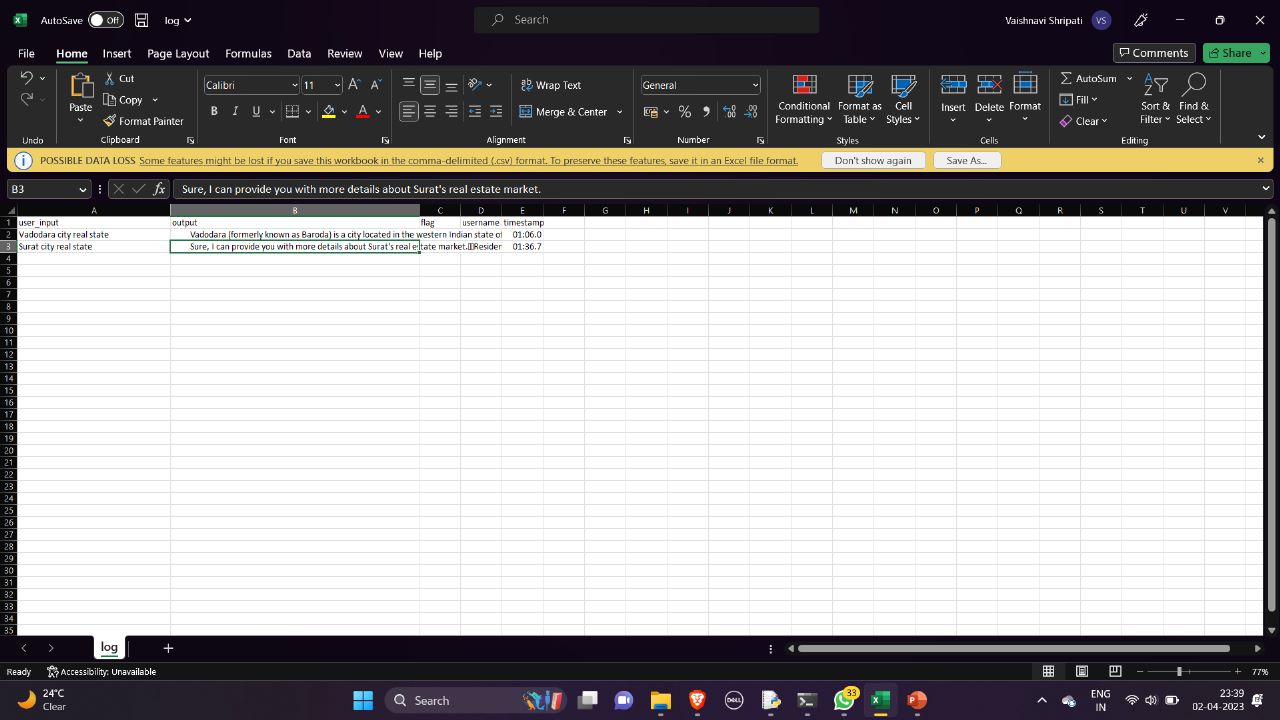 AutoSave Off log Search Vaishnavi Shripati VS
File Home Insert Page Layout Formulas Data Review View Help Comments Share
Paste Cut Copy Format Painter
Calibri 11 B I U
Wrap Text Merge & Center
General % ,
Conditional Formatting Format as Table Cell Styles
Insert Delete Format
AutoSum Fill Clear Sort & Filter Find & Select
Undo Clipboard Font Alignment Number Styles Cells Editing
POSSIBLE DATA LOSS Some features might be lost if you save this workbook in the comma-delimited (.csv) format. To preserve these features, save it in an Excel file format. Don't show again Save As...
B3 fx Sure, I can provide you with more details about Surat's real estate market.
A B C D E F G H I J K L M N O P Q R S T U V
1 user_input output flag username timestamp
2 Vadodara city real state Vadodara (formerly known as Baroda) is a city located in the western Indian state of 01:06.0
3 Surat city real state Sure, I can provide you with more details about Surat's real estate market. Residen 01:36.7
4
5
6
7
8
9
10
11
12
13
14
15
16
17
18
19
20
21
22
23
24
25
26
27
28
29
30
31
32
33
34
35
log
Ready Accessibility: Unavailable 77%
24°C Clear Search DELL 33 ENG IN 23:39 02-04-2023